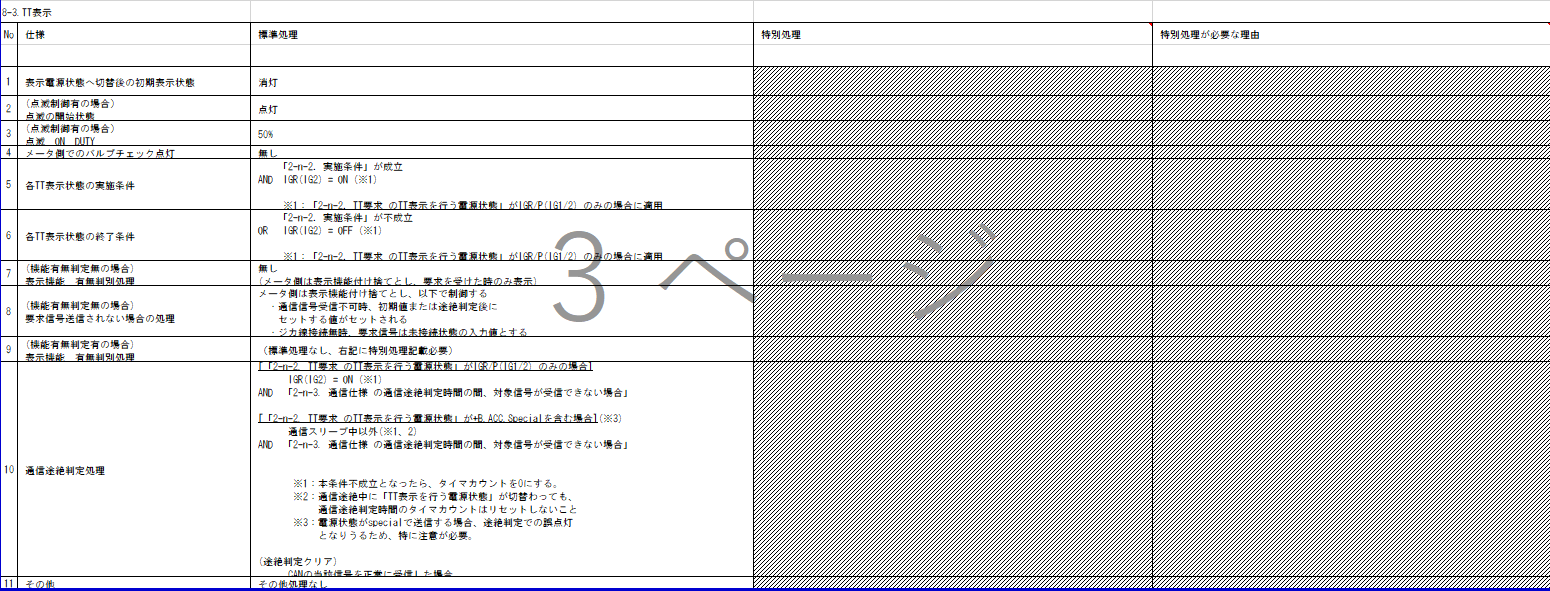 8-3.TT表示
No 仕様 標準処理 特別処理 特別処理が必要な理由
1 表示電源状態へ切替後の初期表示状態 消灯
2 (点滅制御有の場合)
点滅の開始状態 点灯
3 (点滅制御有の場合)
点滅 ON DUTY 50%
4 メータ側でのバルブチェック点灯 無し
5 各TT表示状態の実施条件
「2-n-2. 実施条件」が成立
AND IGR(IG2) = ON (※1)
※1:「2-n-2. TT要求 のTT表示を行う電源状態」がIGR/P(IG1/2) のみの場合に適用
6 各TT表示状態の終了条件
「2-n-2. 実施条件」が不成立
OR IGR(IG2) = OFF (※1)
※1:「2-n-2. TT要求 のTT表示を行う電源状態」がIGR/P(IG1/2) のみの場合に適用
7 (機能有無判定無の場合)
表示機能 有無判別処理
無し
(メータ側は表示機能付け捨てとし、要求を受けた時のみ表示)
8 (機能有無判定無の場合)
要求信号送信されない場合の処理
メータ側は表示機能付け捨てとし、以下で制御する
・通信信号受信不可時、初期値または途絶判定後に
セットする値がセットされる
・ジカ線接続無時、要求信号は未接続状態の入力値とする
9 (機能有無判定有の場合)
表示機能 有無判別処理
(標準処理なし、右記に特別処理記載必要)
10 通信途絶判定処理
[「2-n-2. TT要求 のTT表示を行う電源状態」がIGR/P(IG1/2) のみの場合]
IGR(IG2) = ON (※1)
AND 「2-n-3. 通信仕様 の通信途絶判定時間の間、対象信号が受信できない場合」
[「2-n-2. TT要求 のTT表示を行う電源状態」が+B,ACC,Specialを含む場合](※3)
通信スリープ中以外(※1、2)
AND 「2-n-3. 通信仕様 の通信途絶判定時間の間、対象信号が受信できない場合」
※1:本条件不成立となったら、タイマカウントを0にする。
※2:通信途絶中に「TT表示を行う電源状態」が切替わっても、
通信途絶判定時間のタイマカウントはリセットしないこと
※3:電源状態がspecialで送信する場合、途絶判定での誤点灯
となりうるため、特に注意が必要。
(途絶判定クリア)
CANの当該信号を正常に受信した場合
11 その他 その他処理なし
3 ページ